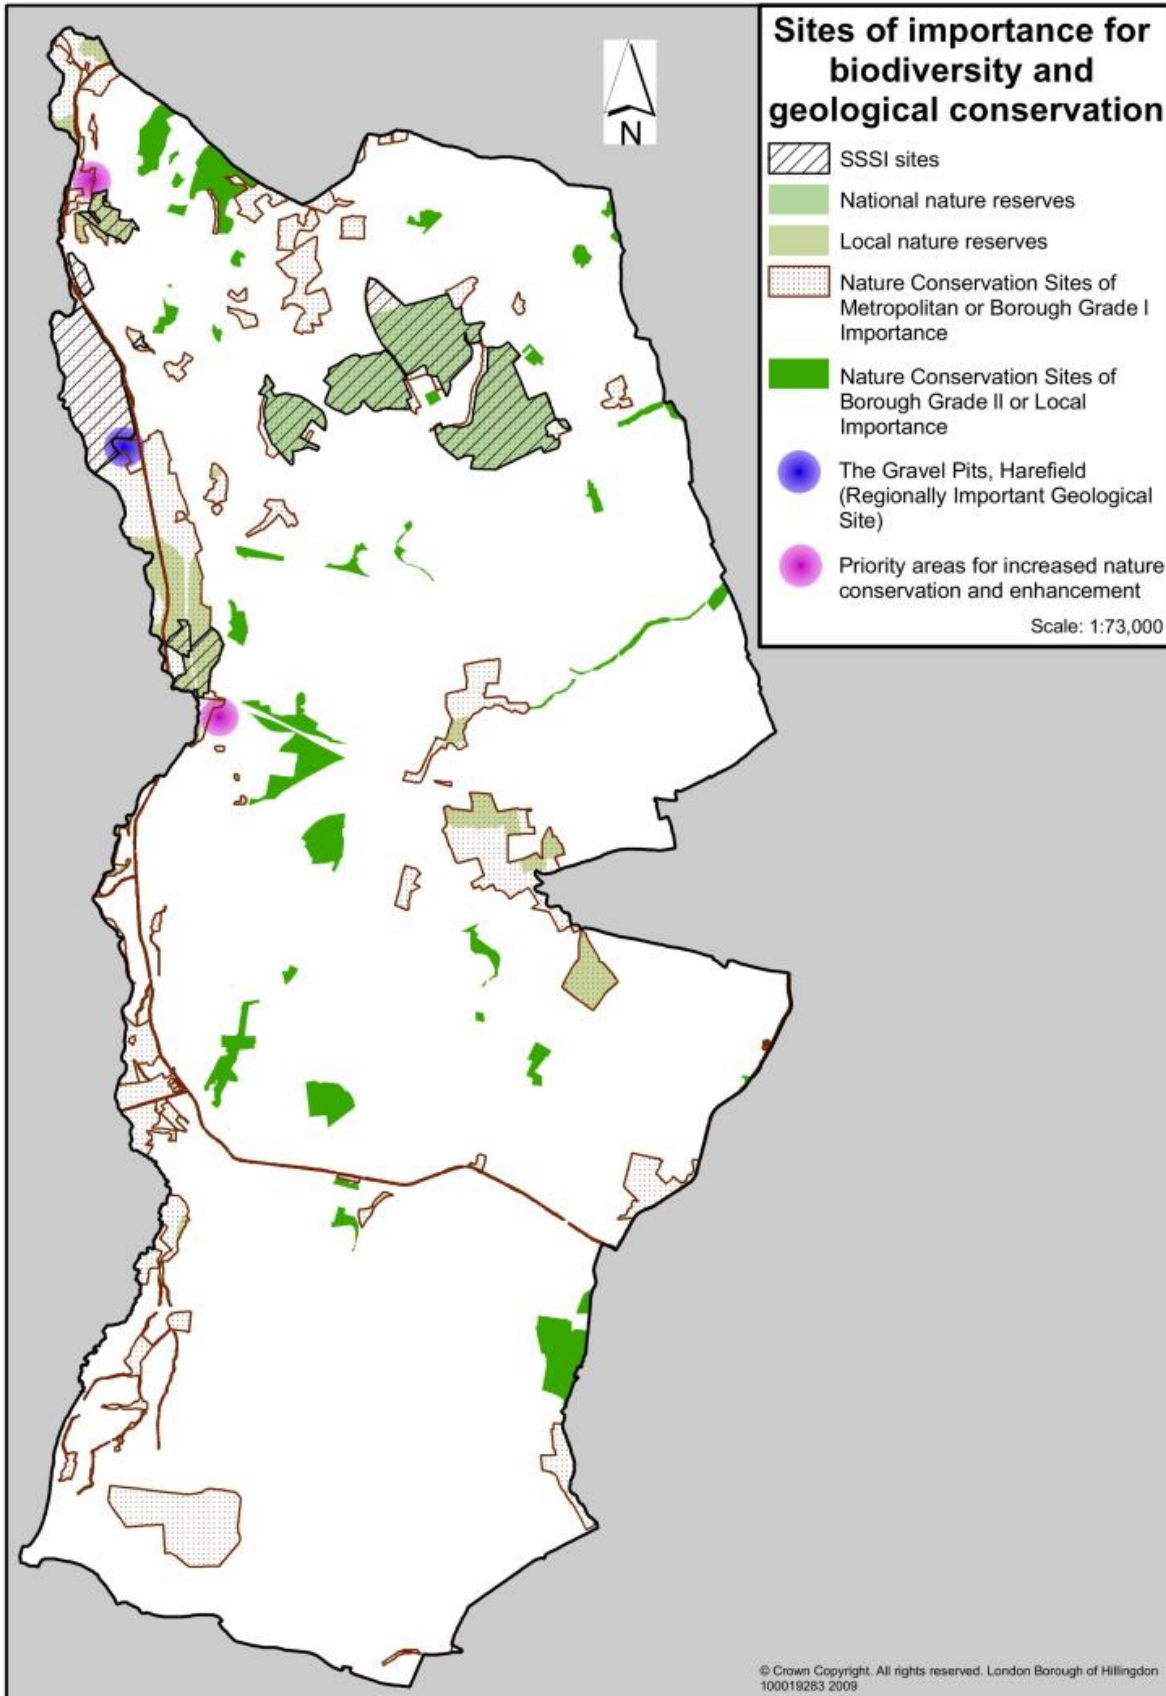 Sites of importance for
biodiversity and
geological conservation
N
SSSI sites
National nature reserves
Local nature reserves
Nature Conservation Sites of
Metropolitan or Borough Grade I
Importance
Nature Conservation Sites of
Borough Grade II or Local
Importance
The Gravel Pits, Harefield
(Regionally Important Geological
Site)
Priority areas for increased nature
conservation and enhancement
Scale: 1:73,000
© Crown Copyright. All rights reserved. London Borough of Hillingdon
100019283 2009